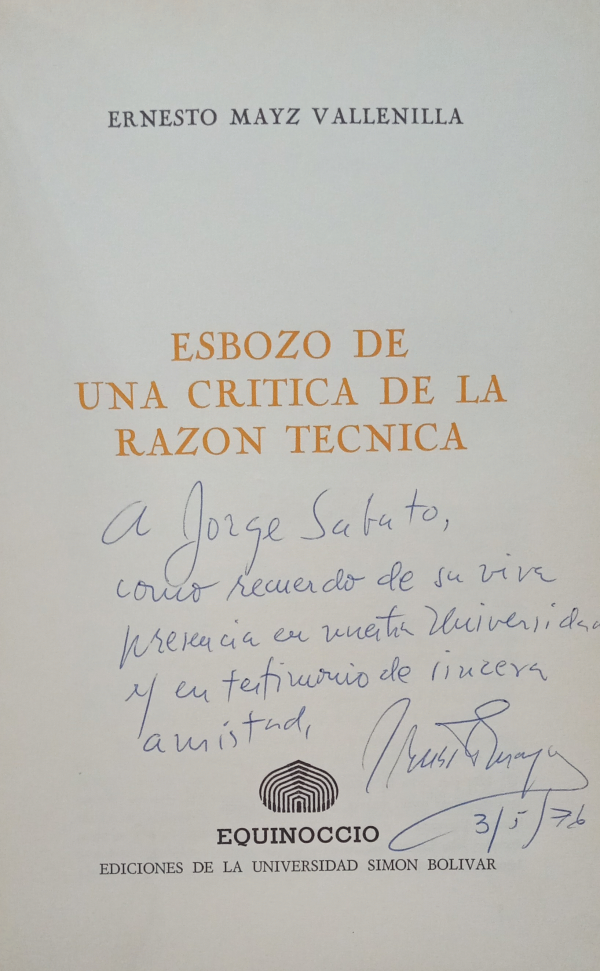 ERNESTO MAYZ VALLENILLA
ESBOZO DE
UNA CRITICA DE LA
RAZON TECNICA
A Jorge Sabato,
como recuerdo de su viva
presencia en nuestra Universidad
y en testimonio de sincera
amistad,
3/5/76
EQUINOCCIO
EDICIONES DE LA UNIVERSIDAD SIMON BOLIVAR